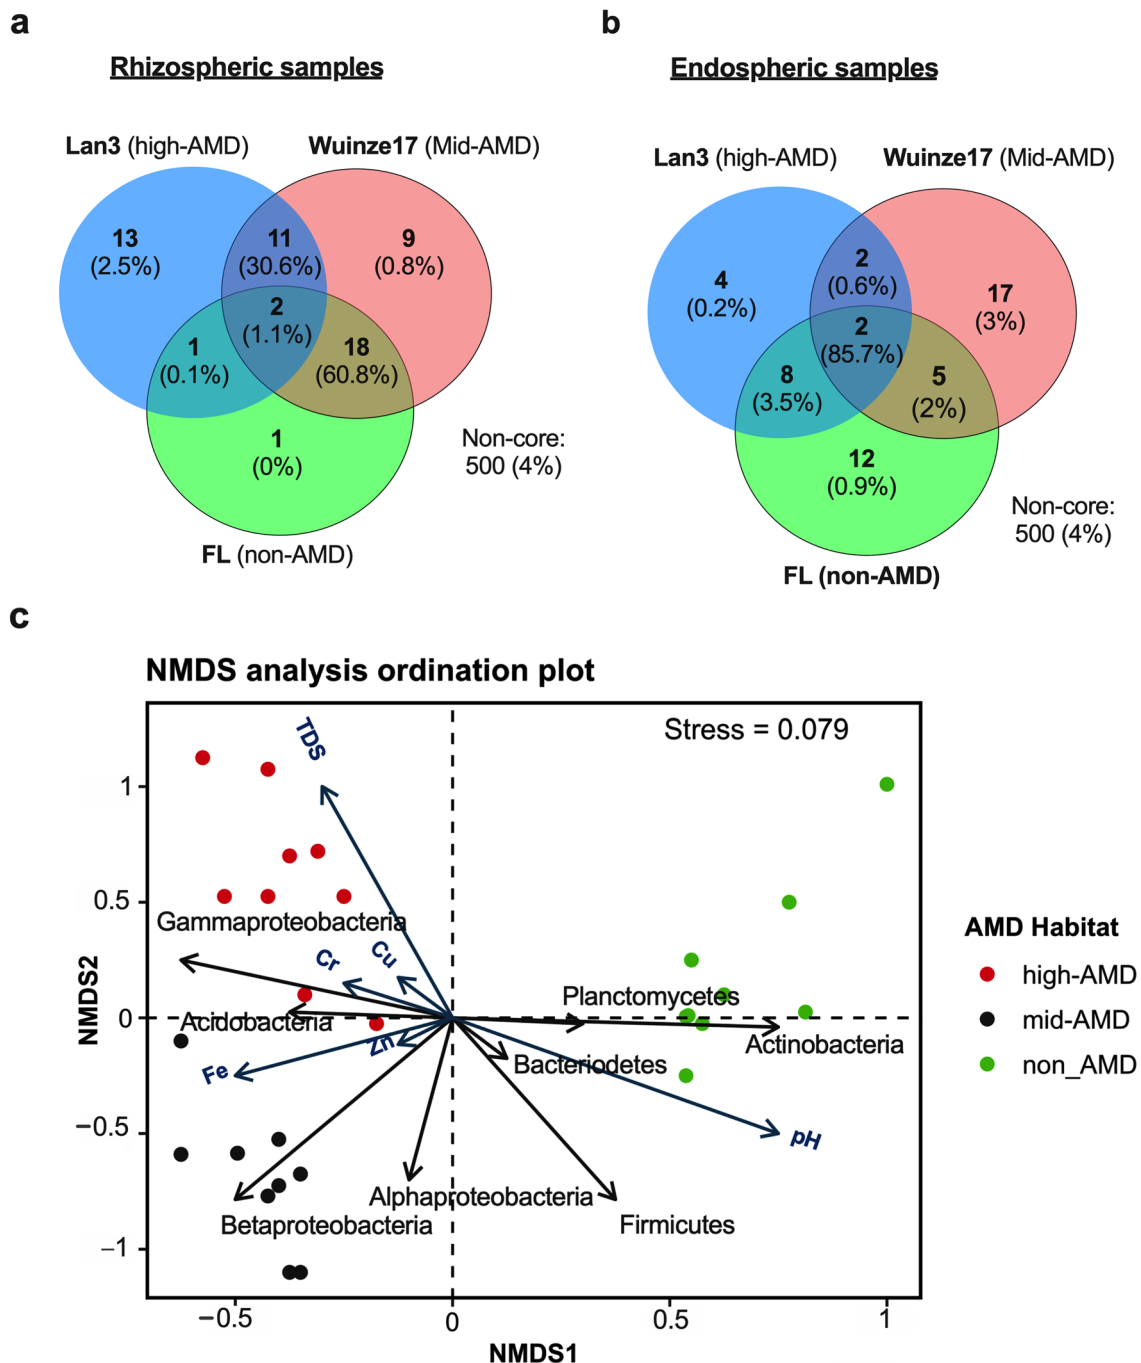 a
Rhizospheric samples
Lan3 (high-AMD)
Wuinze17 (Mid-AMD)
13
(2.5%)
11
(30.6%)
9
(0.8%)
2
(1.1%)
1
(0.1%)
18
(60.8%)
1
(0%)
Non-core:
500 (4%)
FL (non-AMD)
b
Endospheric samples
Lan3 (high-AMD)
Wuinze17 (Mid-AMD)
4
(0.2%)
2
(0.6%)
17
(3%)
2
(85.7%)
8
(3.5%)
5
(2%)
12
(0.9%)
Non-core:
500 (4%)
FL (non-AMD)
c
NMDS analysis ordination plot
Stress = 0.079
TDS
Gammaproteobacteria
Cr
Cu
Planctomycetes
Acidobacteria
Zn
Actinobacteria
Fe
Bacteriodetes
pH
Alphaproteobacteria
Betaproteobacteria
Firmicutes
1
0.5
0
−0.5
−1
NMDS2
−0.5
0
0.5
1
NMDS1
AMD Habitat
high-AMD
mid-AMD
non_AMD